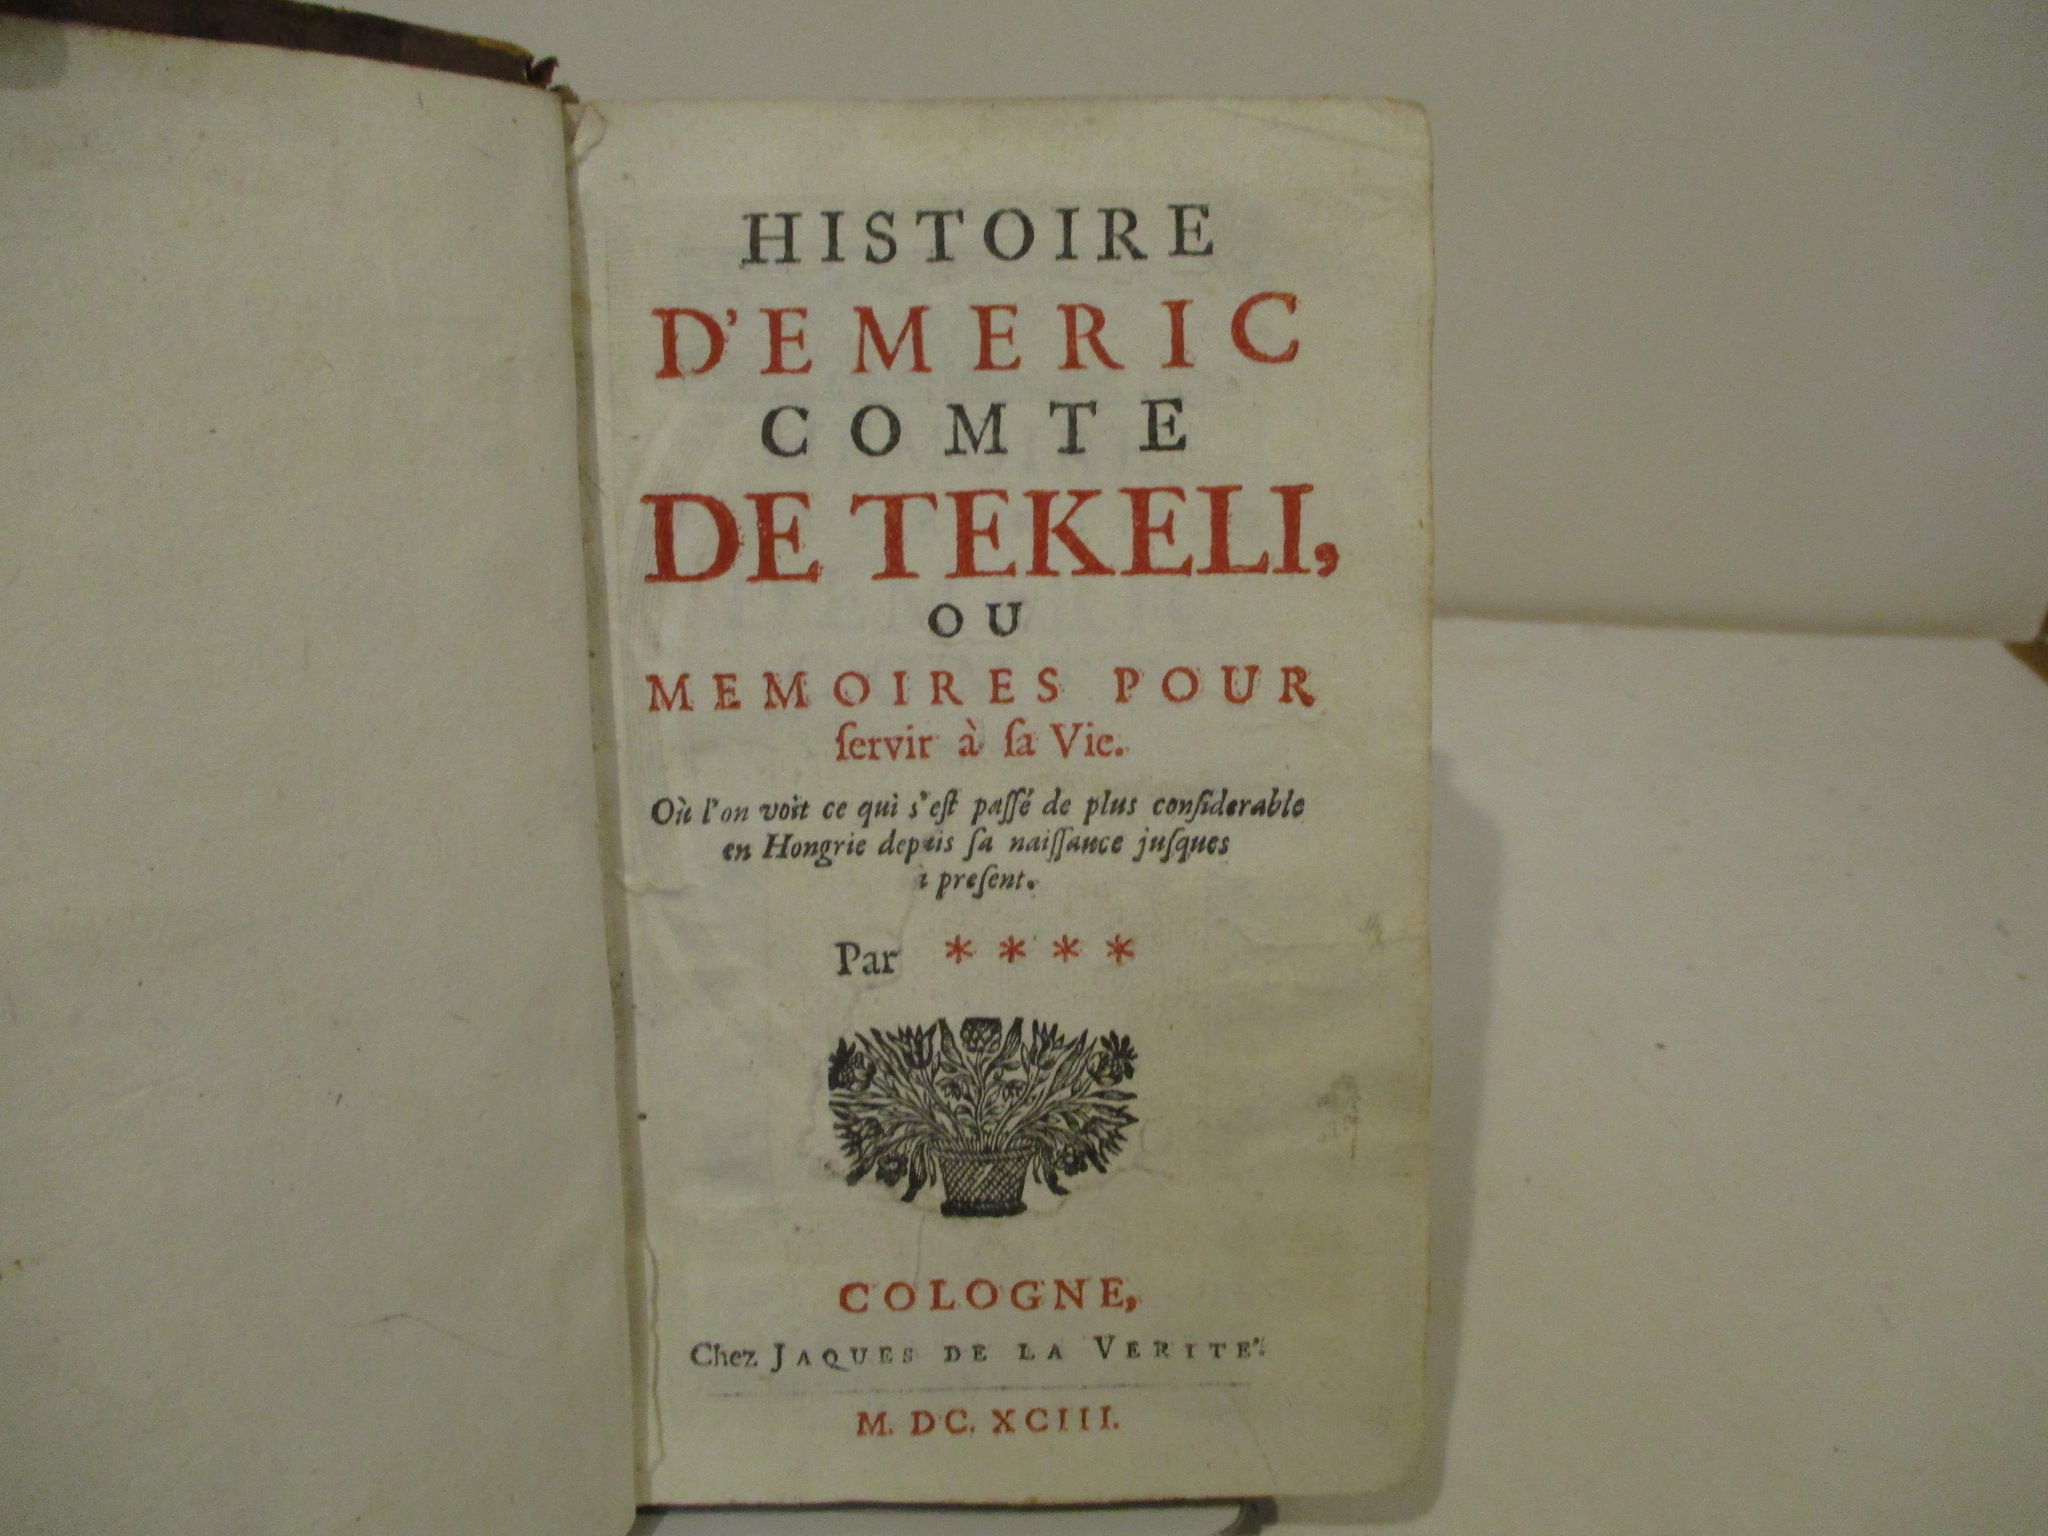 HISTOIRE
D'EMERIC
COMTE
DE TEKELI,
OU
MEMOIRES POUR
ſervir à ſa Vie.
Où l'on voit ce qui s'eſt paſſé de plus conſiderable
en Hongrie depuis ſa naiſſance juſques
à preſent.
Par ****
COLOGNE,
Chez JAQUES DE LA VERITE'.
M. DC. XCIII.